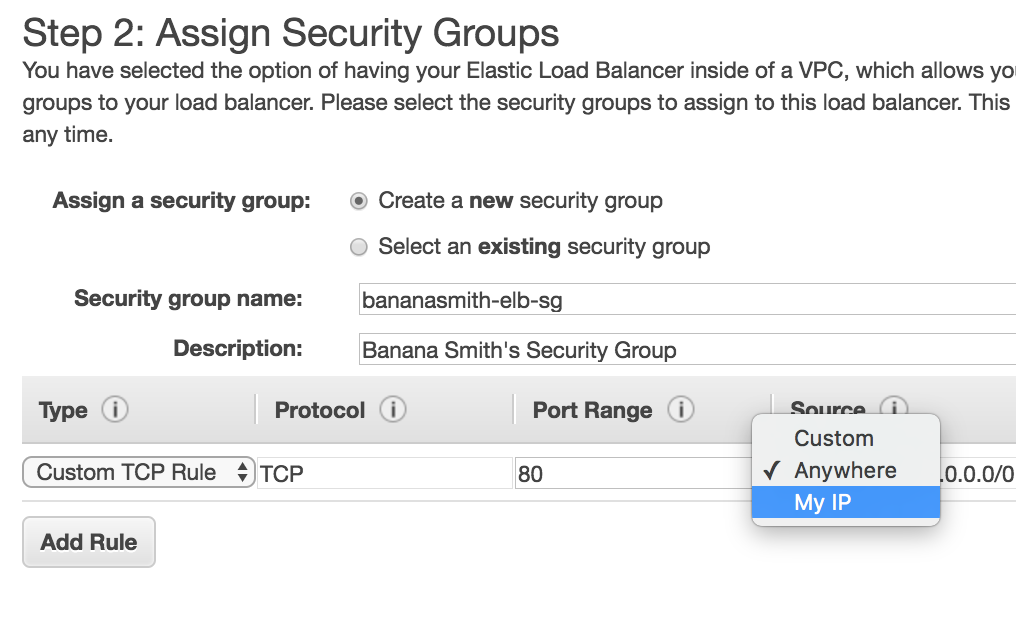 Step 2: Assign Security Groups
You have selected the option of having your Elastic Load Balancer inside of a VPC, which allows you
groups to your load balancer. Please select the security groups to assign to this load balancer. This
any time.
Assign a security group: Create a new security group
Select an existing security group
Security group name: bananasmith-elb-sg
Description: Banana Smith's Security Group
Type Protocol Port Range Source
Custom
Custom TCP Rule TCP 80 Anywhere .0.0.0/0
My IP
Add Rule